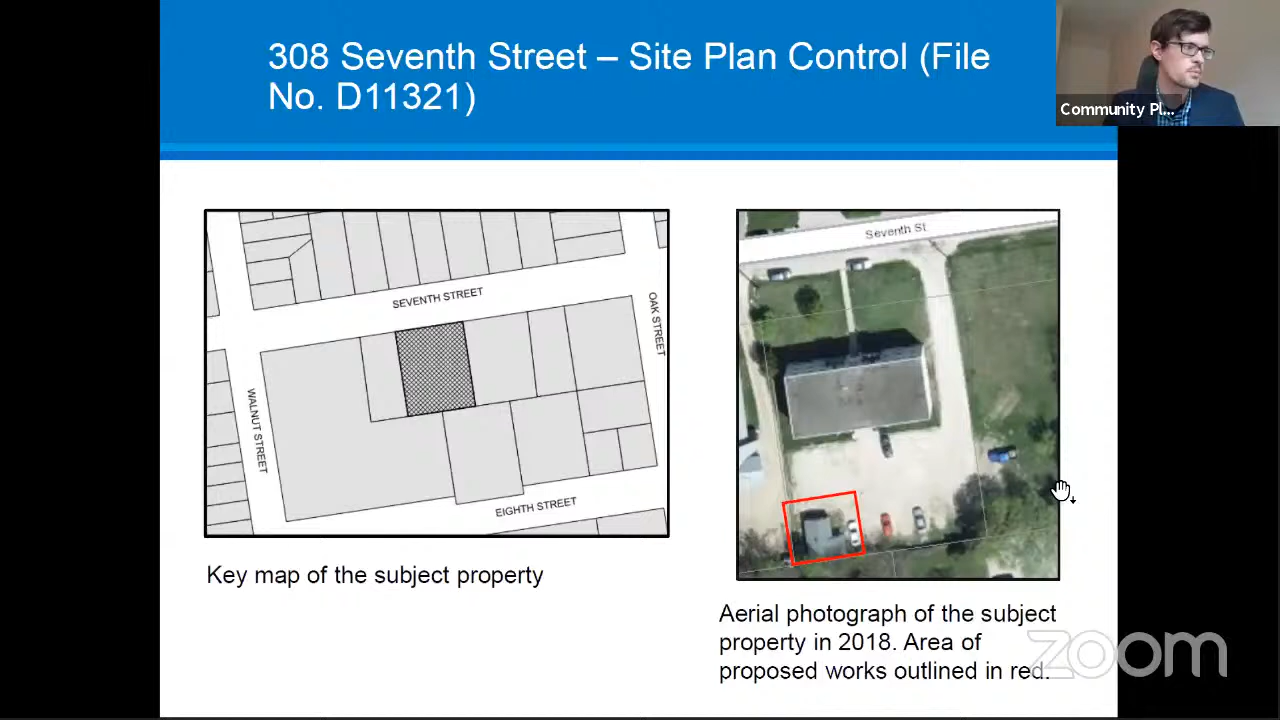 308 Seventh Street – Site Plan Control (File
No. D11321)
Community Pl...
SEVENTH STREET
OAK STREET
WALNUT STREET
EIGHTH STREET
Seventh St
Key map of the subject property
Aerial photograph of the subject
property in 2018. Area of
proposed works outlined in red.
zoom